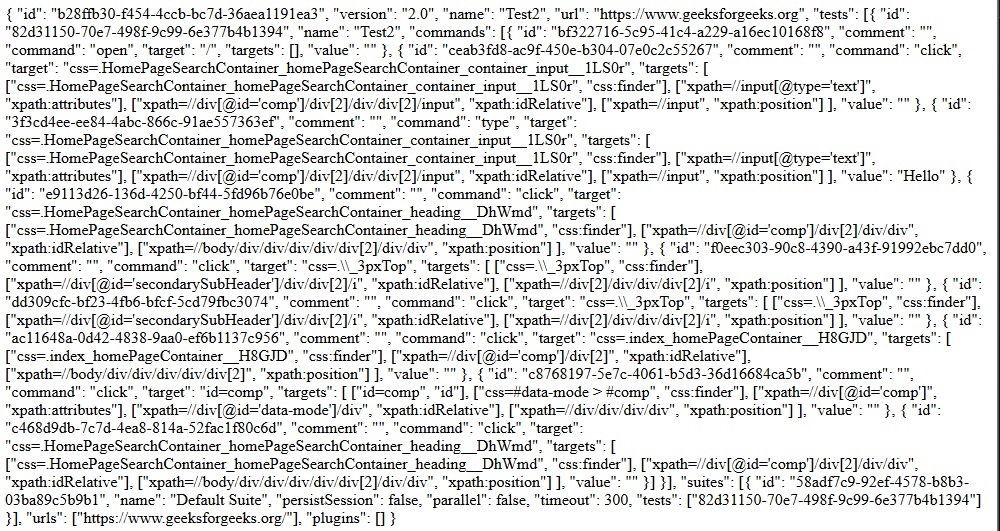 { "id": "b28ffb30-f454-4ccb-bc7d-36aea1191ea3", "version": "2.0", "name": "Test2", "url": "https://www.geeksforgeeks.org", "tests": [{ "id":
"82d31150-70e7-498f-9c99-6e377b4b1394", "name": "Test2", "commands": [{ "id": "bf322716-5c95-41c4-a229-a16ec10168f8", "comment": "",
"command": "open", "target": "/", "targets": [], "value": "" }, { "id": "ceab3fd8-ac9f-450e-b304-07e0c2c55267", "comment": "", "command": "click",
"target": "css=.HomePageSearchContainer_homePageSearchContainer_container_input__1LS0r", "targets": [
["css=.HomePageSearchContainer_homePageSearchContainer_container_input__1LS0r", "css:finder"], ["xpath=//input[@type='text']",
"xpath:attributes"], ["xpath=//div[@id='comp']/div[2]/div/div[2]/input", "xpath:idRelative"], ["xpath=//input", "xpath:position"] ], "value": "" }, { "id":
"3f3cd4ee-ee84-4abc-866c-91ae557363ef", "comment": "", "command": "type", "target":
"css=.HomePageSearchContainer_homePageSearchContainer_container_input__1LS0r", "targets": [
["css=.HomePageSearchContainer_homePageSearchContainer_container_input__1LS0r", "css:finder"], ["xpath=//input[@type='text']",
"xpath:attributes"], ["xpath=//div[@id='comp']/div[2]/div/div[2]/input", "xpath:idRelative"], ["xpath=//input", "xpath:position"] ], "value": "Hello" }, {
"id": "e9113d26-136d-4250-bf44-5fd96b76e0be", "comment": "", "command": "click", "target":
"css=.HomePageSearchContainer_homePageSearchContainer_heading__DhWmd", "targets": [
["css=.HomePageSearchContainer_homePageSearchContainer_heading__DhWmd", "css:finder"], ["xpath=//div[@id='comp']/div[2]/div/div",
"xpath:idRelative"], ["xpath=//body/div/div/div/div/div[2]/div/div", "xpath:position"] ], "value": "" }, { "id": "f0eec303-90c8-4390-a43f-91992ebc7dd0",
"comment": "", "command": "click", "target": "css=.\\_3pxTop", "targets": [ ["css=.\\_3pxTop", "css:finder"],
["xpath=//div[@id='secondarySubHeader']/div/div[2]/i", "xpath:idRelative"], ["xpath=//div[2]/div/div/div[2]/i", "xpath:position"] ], "value": "" }, { "id":
"dd309cfc-bf23-4fb6-bfcf-5cd79fbc3074", "comment": "", "command": "click", "target": "css=.\\_3pxTop", "targets": [ ["css=.\\_3pxTop", "css:finder"],
["xpath=//div[@id='secondarySubHeader']/div/div[2]/i", "xpath:idRelative"], ["xpath=//div[2]/div/div/div[2]/i", "xpath:position"] ], "value": "" }, { "id":
"ac11648a-0d42-4838-9aa0-ef6b1137c956", "comment": "", "command": "click", "target": "css=.index_homePageContainer__H8GJD", "targets": [
["css=.index_homePageContainer__H8GJD", "css:finder"], ["xpath=//div[@id='comp']/div[2]", "xpath:idRelative"],
["xpath=//body/div/div/div/div/div[2]", "xpath:position"] ], "value": "" }, { "id": "c8768197-5e7c-4061-b5d3-36d16684ca5b", "comment": "",
"command": "click", "target": "id=comp", "targets": [ ["id=comp", "id"], ["css=#data-mode > #comp", "css:finder"], ["xpath=//div[@id='comp']",
"xpath:attributes"], ["xpath=//div[@id='data-mode']/div", "xpath:idRelative"], ["xpath=//div/div/div/div", "xpath:position"] ], "value": "" }, { "id":
"c468d9db-7c7d-4ea8-814a-52fac1f80c6d", "comment": "", "command": "click", "target":
"css=.HomePageSearchContainer_homePageSearchContainer_heading__DhWmd", "targets": [
["css=.HomePageSearchContainer_homePageSearchContainer_heading__DhWmd", "css:finder"], ["xpath=//div[@id='comp']/div[2]/div/div",
"xpath:idRelative"], ["xpath=//body/div/div/div/div/div[2]/div/div", "xpath:position"] ], "value": "" }] }], "suites": [{ "id": "58adf7c9-92ef-4578-b8b3-
03ba89c5b9b1", "name": "Default Suite", "persistSession": false, "parallel": false, "timeout": 300, "tests": ["82d31150-70e7-498f-9c99-6e377b4b1394"]
}], "urls": ["https://www.geeksforgeeks.org/"], "plugins": [] }